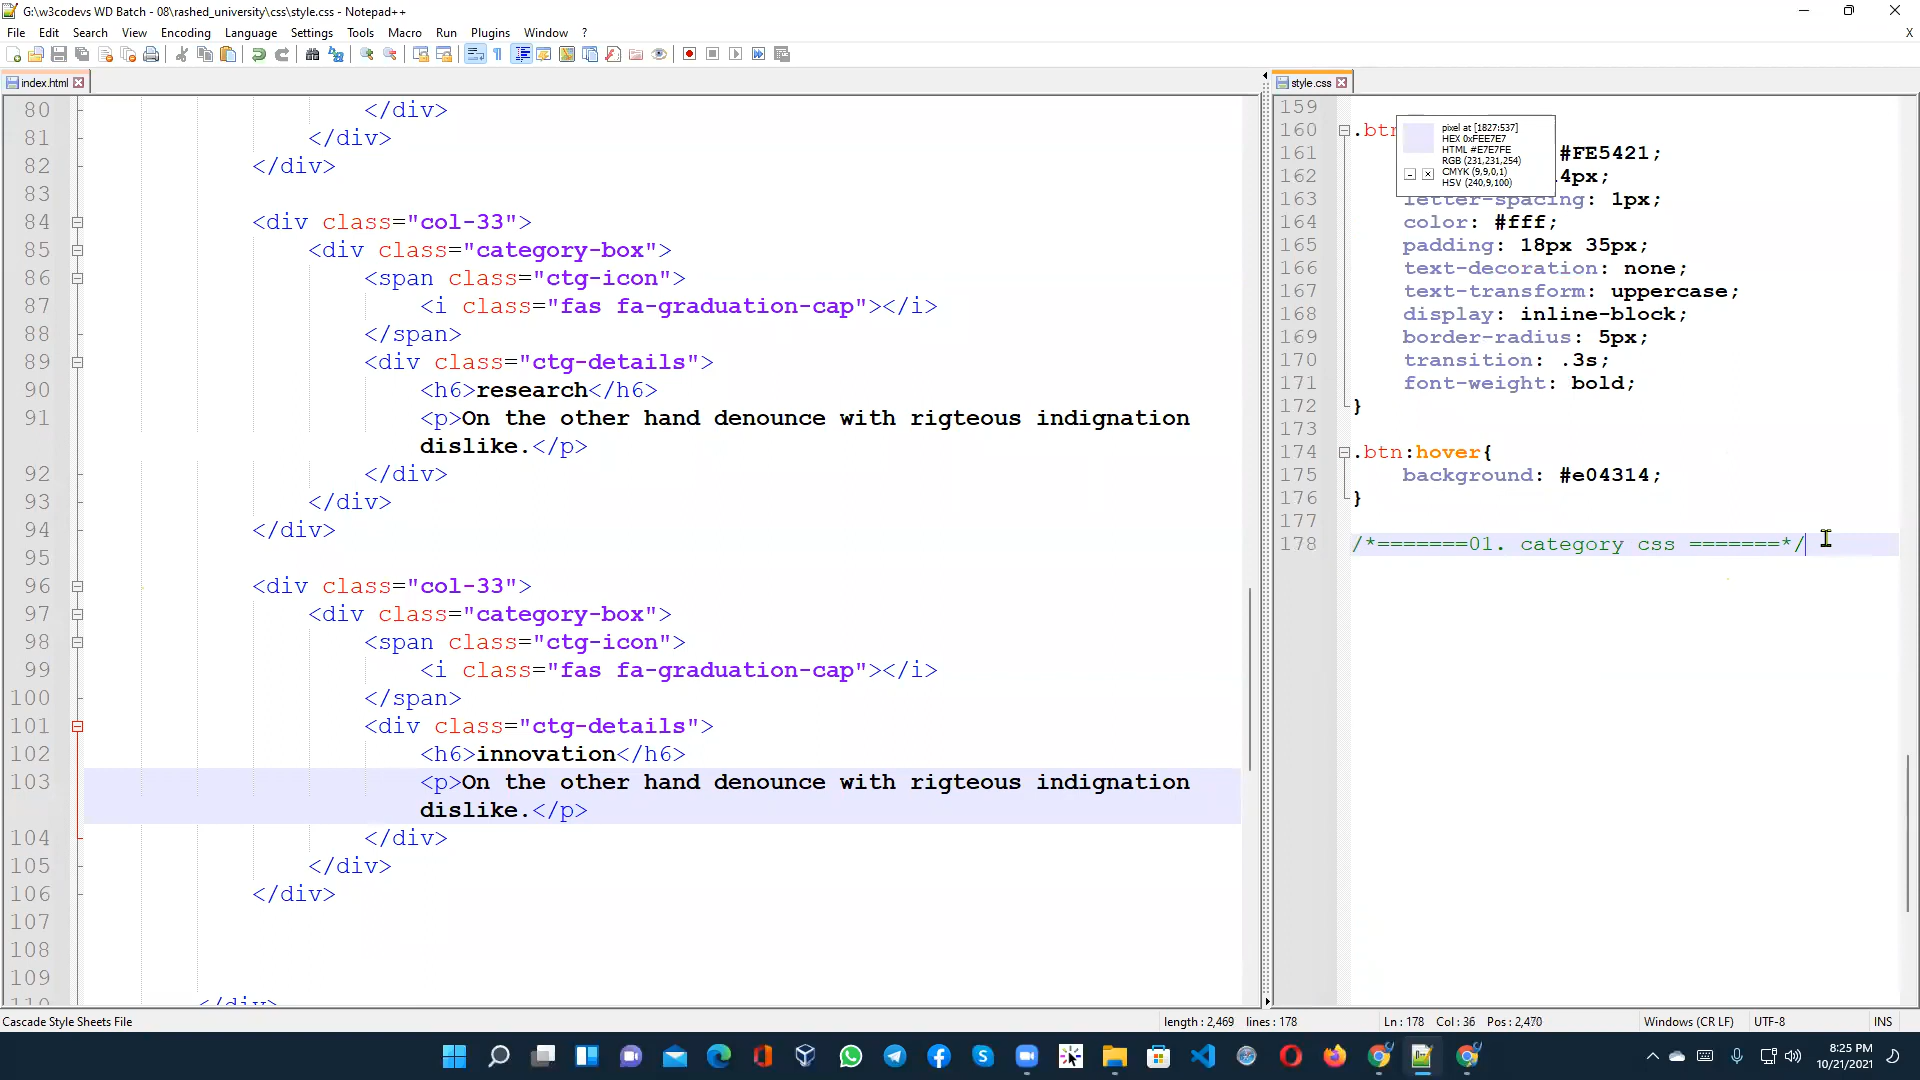 G:\w3codevs WD Batch - 08\rashed_university\css\style.css - Notepad++
File Edit Search View Encoding Language Settings Tools Macro Run Plugins Window ? X
index.html
80 </div>
81 </div>
82 </div>
83
84 <div class="col-33">
85 <div class="category-box">
86 <span class="ctg-icon">
87 <i class="fas fa-graduation-cap"></i>
88 </span>
89 <div class="ctg-details">
90 <h6>research</h6>
91 <p>On the other hand denounce with rigteous indignation
dislike.</p>
92 </div>
93 </div>
94 </div>
95
96 <div class="col-33">
97 <div class="category-box">
98 <span class="ctg-icon">
99 <i class="fas fa-graduation-cap"></i>
100 </span>
101 <div class="ctg-details">
102 <h6>innovation</h6>
103 <p>On the other hand denounce with rigteous indignation
dislike.</p>
104 </div>
105 </div>
106 </div>
107
108
109
110 </div>
style.css
159
160 .btn
161 #FE5421;
162 4px;
163 letter-spacing: 1px;
164 color: #fff;
165 padding: 18px 35px;
166 text-decoration: none;
167 text-transform: uppercase;
168 display: inline-block;
169 border-radius: 5px;
170 transition: .3s;
171 font-weight: bold;
172 }
173
174 .btn:hover{
175 background: #e04314;
176 }
177
178 /*=======01. category css =======*/
pixel at [1827:537]
HEX 0xFEE7E7
HTML #E7E7FE
RGB (231,231,254)
CMYK (9,9,0,1)
HSV (240,9,100)
Cascade Style Sheets File length : 2,469 lines : 178 Ln : 178 Col : 36 Pos : 2,470 Windows (CR LF) UTF-8 INS
8:25 PM
10/21/2021